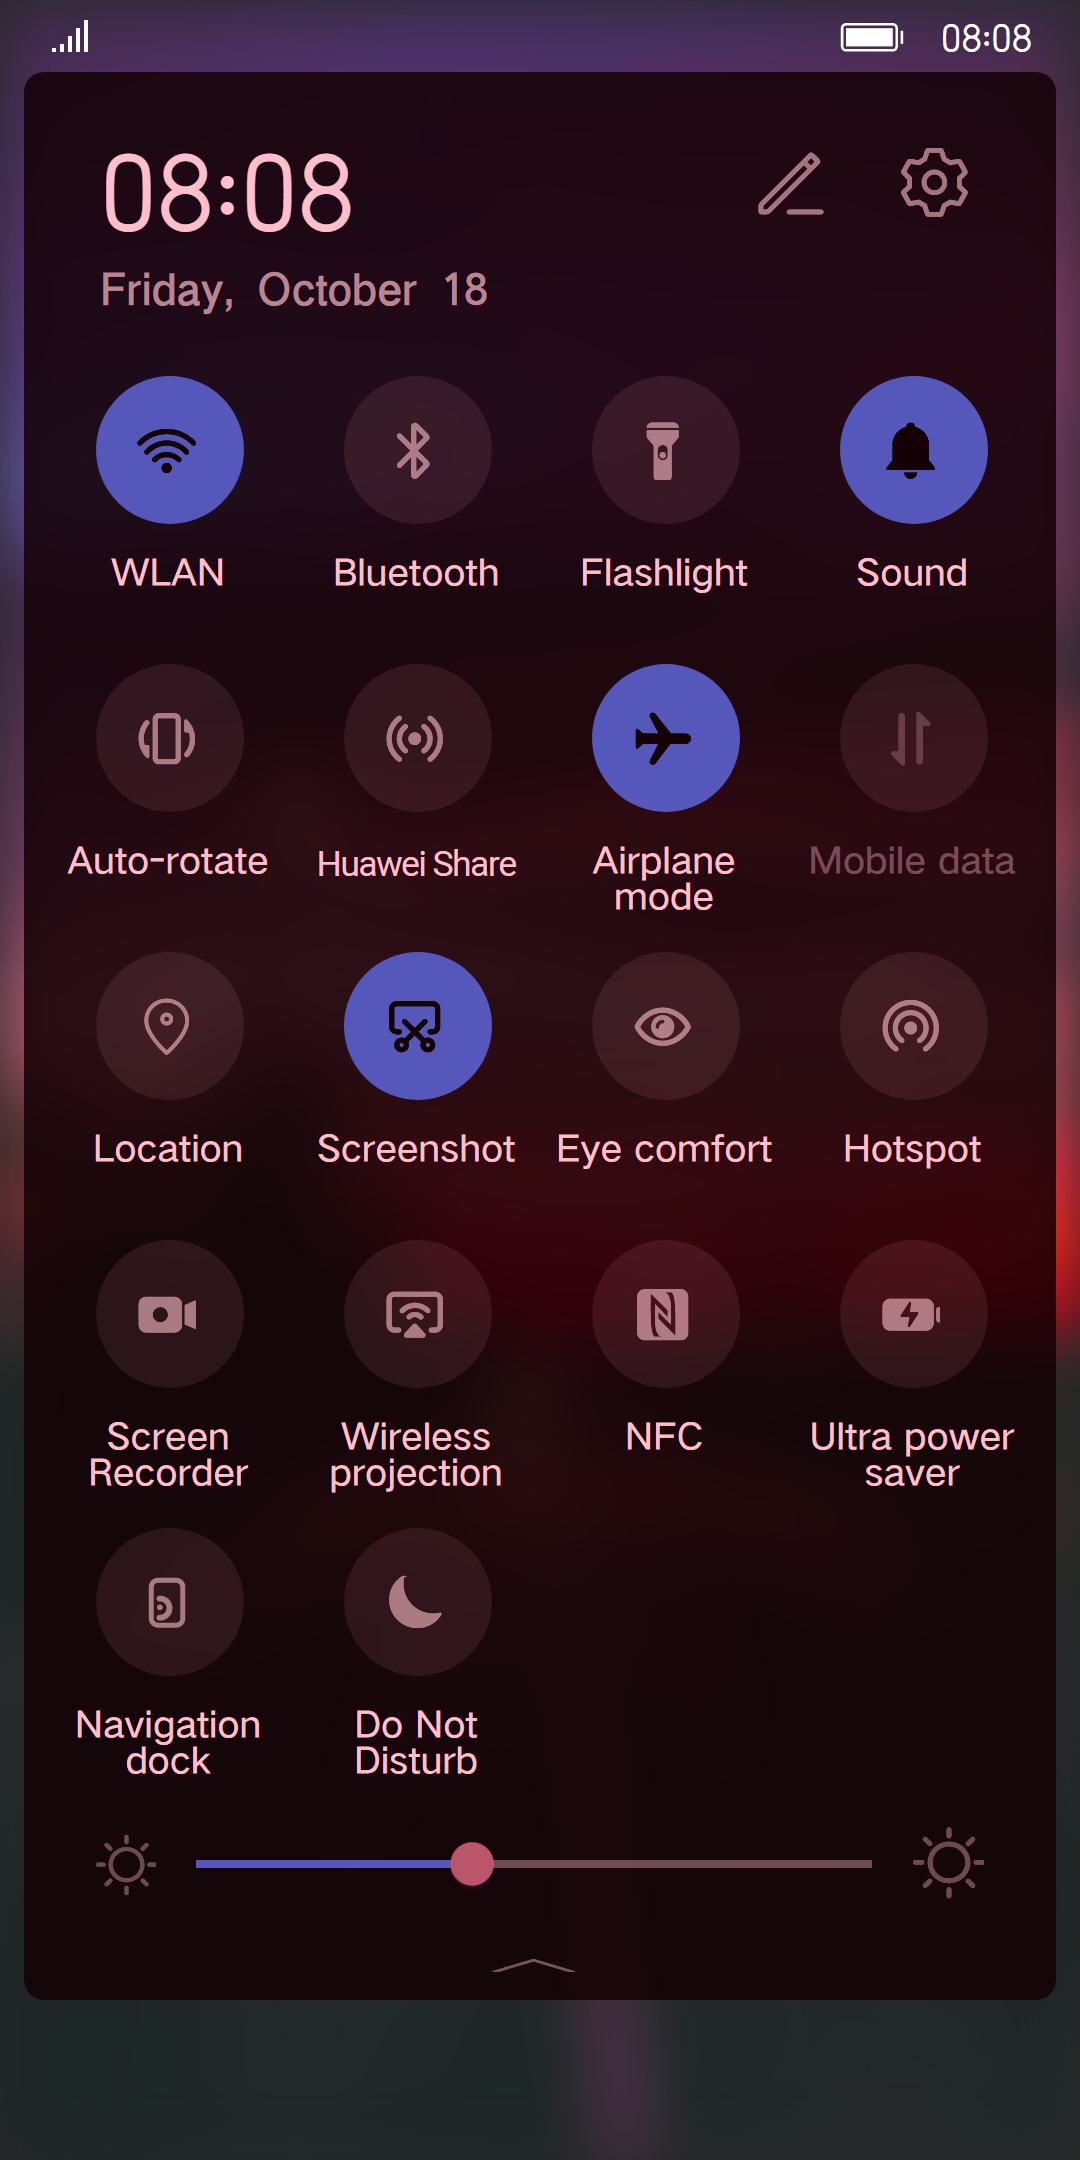 08:08
08:08
Friday, October 18
WLAN
Bluetooth
Flashlight
Sound
Auto-rotate
Huawei Share
Airplane
mode
Mobile data
Location
Screenshot
Eye comfort
Hotspot
Screen
Recorder
Wireless
projection
NFC
Ultra power
saver
Navigation
dock
Do Not
Disturb